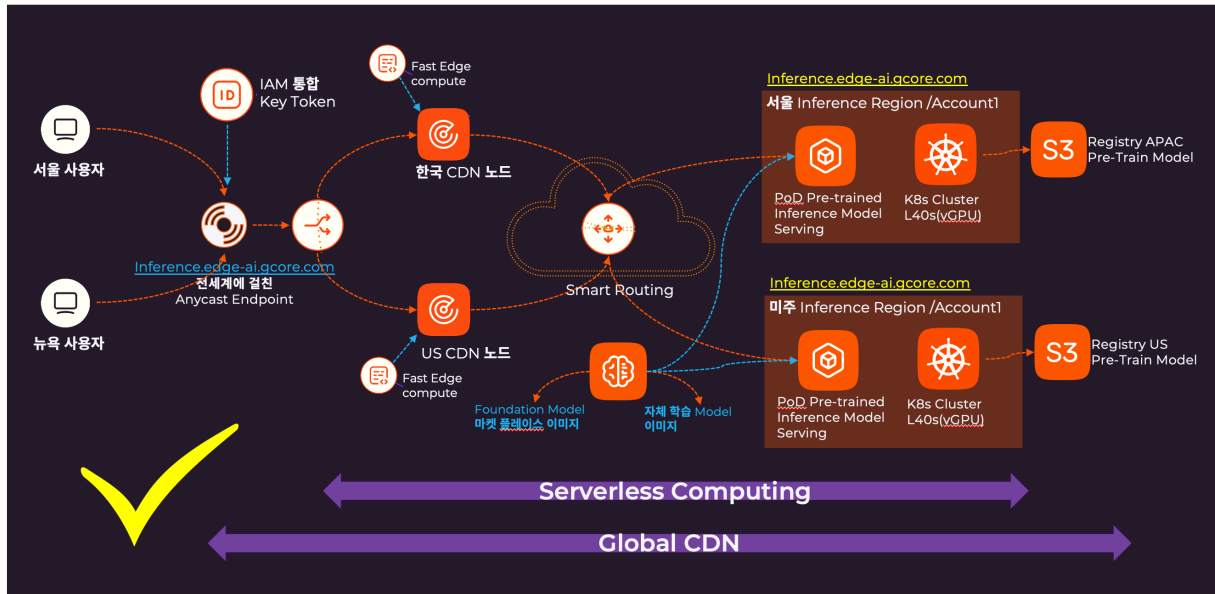 Fast Edge
compute
IAM 통합
Key Token
ID
서울 사용자
한국 CDN 노드
Inference.edge-ai.gcore.com
전세계에 걸친
Anycast Endpoint
뉴욕 사용자
US CDN 노드
Fast Edge
compute
Smart Routing
Foundation Model
마켓 플레이스 이미지
자체 학습 Model
이미지
Inference.edge-ai.gcore.com
서울 Inference Region /Account1
PoD Pre-trained
Inference Model
Serving
K8s Cluster
L40s(vGPU)
S3
Registry APAC
Pre-Train Model
Inference.edge-ai.gcore.com
미주 Inference Region /Account1
PoD Pre-trained
Inference Model
Serving
K8s Cluster
L40s(vGPU)
S3
Registry US
Pre-Train Model
Serverless Computing
Global CDN